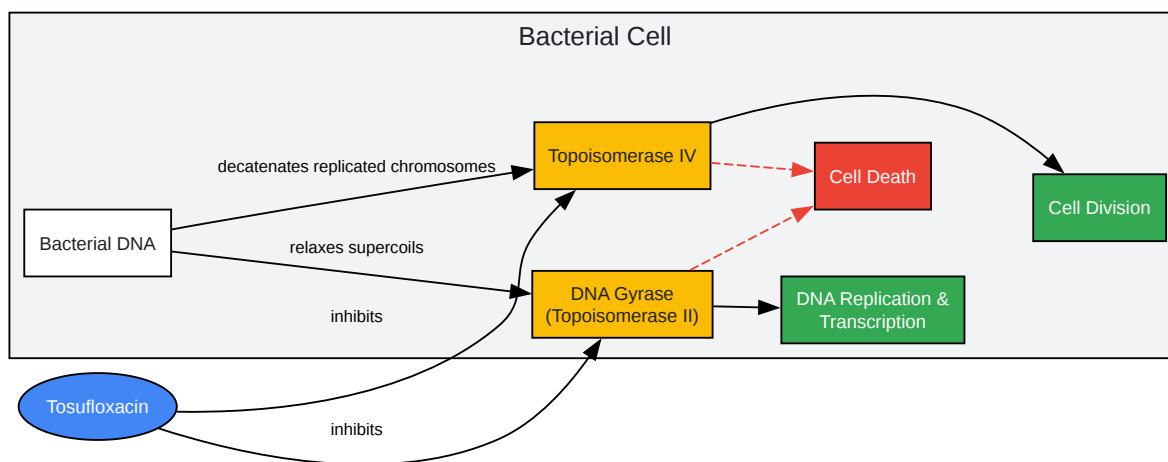 Bacterial Cell
decatenates replicated chromosomes
Topoisomerase IV
Cell Death
Cell Division
Bacterial DNA
relaxes supercoils
DNA Gyrase
(Topoisomerase II)
DNA Replication &
Transcription
inhibits
Tosufloxacin
inhibits